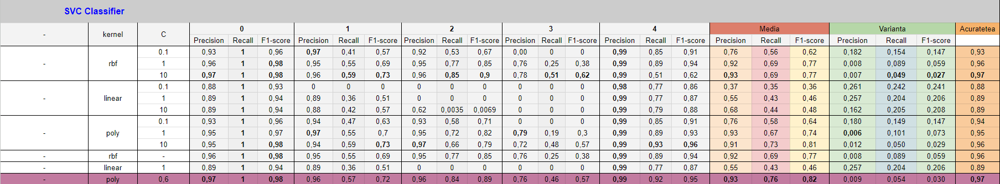 SVC Classifier
- kernel C 0 1 2 3 4 Media Varianta Acuratetea
Precision Recall F1-score Precision Recall F1-score Precision Recall F1-score Precision Recall F1-score Precision Recall F1-score Precision Recall F1-score Precision Recall F1-score
0.1 0,93 1 0,96 0,97 0,41 0,57 0,92 0,53 0,67 0,00 0 0 0,99 0,85 0,91 0,76 0,56 0,62 0,182 0,154 0,147 0,93
- rbf 1 0,96 1 0,98 0,95 0,55 0,69 0,95 0,77 0,85 0,76 0,25 0,38 0,99 0,89 0,94 0,92 0,69 0,77 0,008 0,089 0,059 0,96
10 0,97 1 0,98 0,96 0,59 0,73 0,96 0,85 0,9 0,78 0,51 0,62 0,99 0,51 0,62 0,93 0,69 0,77 0,007 0,049 0,027 0,97
0.1 0,88 1 0,93 0 0 0 0 0 0 0 0 0 0,98 0,77 0,86 0,37 0,35 0,36 0,261 0,242 0,241 0,88
- linear 1 0,89 1 0,94 0,89 0,36 0,51 0 0 0 0 0 0 0,99 0,77 0,87 0,55 0,43 0,46 0,257 0,204 0,206 0,89
10 0,89 1 0,94 0,88 0,42 0,57 0,62 0,0035 0,0069 0 0 0 0,99 0,79 0,88 0,68 0,44 0,48 0,162 0,205 0,208 0,89
0.1 0,93 1 0,96 0,94 0,47 0,63 0,93 0,58 0,71 0 0 0 0,99 0,85 0,91 0,76 0,58 0,64 0,180 0,149 0,147 0,94
- poly 1 0,95 1 0,97 0,97 0,55 0,7 0,95 0,72 0,82 0,79 0,19 0,3 0,99 0,89 0,93 0,93 0,67 0,74 0,006 0,101 0,073 0,95
10 0,95 1 0,98 0,94 0,59 0,73 0,97 0,66 0,79 0,72 0,48 0,57 0,99 0,93 0,96 0,91 0,73 0,81 0,012 0,050 0,029 0,96
- rbf - 0,96 1 0,98 0,95 0,55 0,69 0,95 0,77 0,85 0,76 0,25 0,38 0,99 0,89 0,94 0,92 0,69 0,77 0,008 0,089 0,059 0,96
- linear 1 0,89 1 0,94 0,89 0,36 0,51 0 0 0 0 0 0 0,99 0,77 0,87 0,55 0,43 0,46 0,257 0,204 0,206 0,89
- poly 0,6 0,97 1 0,98 0,96 0,57 0,72 0,96 0,84 0,89 0,76 0,46 0,57 0,99 0,92 0,95 0,93 0,76 0,82 0,009 0,054 0,030 0,97